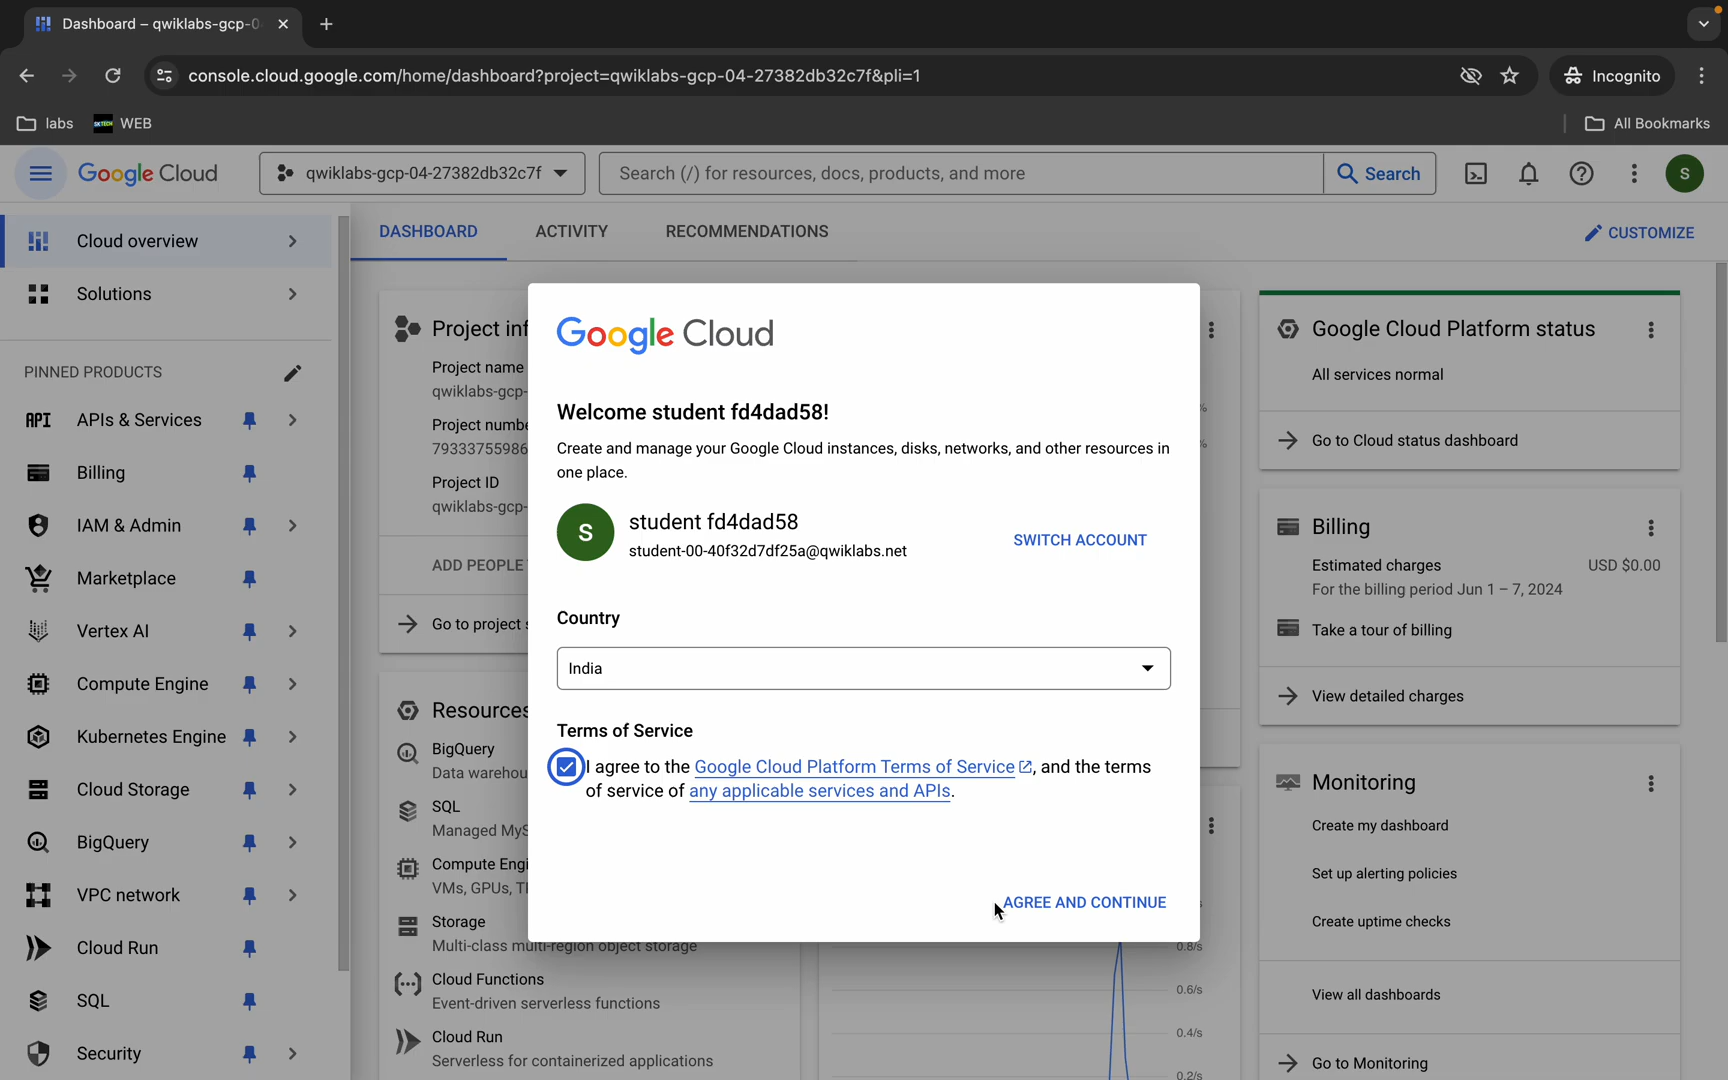 Dashboard – qwiklabs-gcp-0
console.cloud.google.com/home/dashboard?project=qwiklabs-gcp-04-27382db32c7f&pli=1
Incognito
labs
WEB
All Bookmarks
Google Cloud
qwiklabs-gcp-04-27382db32c7f
Search (/) for resources, docs, products, and more
Search
S
Cloud overview
Solutions
PINNED PRODUCTS
API APIs & Services
Billing
IAM & Admin
Marketplace
Vertex AI
Compute Engine
Kubernetes Engine
Cloud Storage
BigQuery
VPC network
Cloud Run
SQL
Security
DASHBOARD
ACTIVITY
RECOMMENDATIONS
CUSTOMIZE
Project inf
Project name
qwiklabs-gcp-
Project numbe
79333755986
Project ID
qwiklabs-gcp-
ADD PEOPLE
Go to project s
Resources
BigQuery
Data warehou
SQL
Managed MyS
Compute Engi
VMs, GPUs, T
Storage
Multi-class multi-region object storage
Cloud Functions
Event-driven serverless functions
Cloud Run
Serverless for containerized applications
Google Cloud
Welcome student fd4dad58!
Create and manage your Google Cloud instances, disks, networks, and other resources in
one place.
S
student fd4dad58
student-00-40f32d7df25a@qwiklabs.net
SWITCH ACCOUNT
Country
India
Terms of Service
I agree to the Google Cloud Platform Terms of Service, and the terms
of service of any applicable services and APIs.
AGREE AND CONTINUE
%
%
0.8/s
0.6/s
0.4/s
0.2/s
Google Cloud Platform status
All services normal
Go to Cloud status dashboard
Billing
Estimated charges USD $0.00
For the billing period Jun 1 – 7, 2024
Take a tour of billing
View detailed charges
Monitoring
Create my dashboard
Set up alerting policies
Create uptime checks
View all dashboards
Go to Monitoring